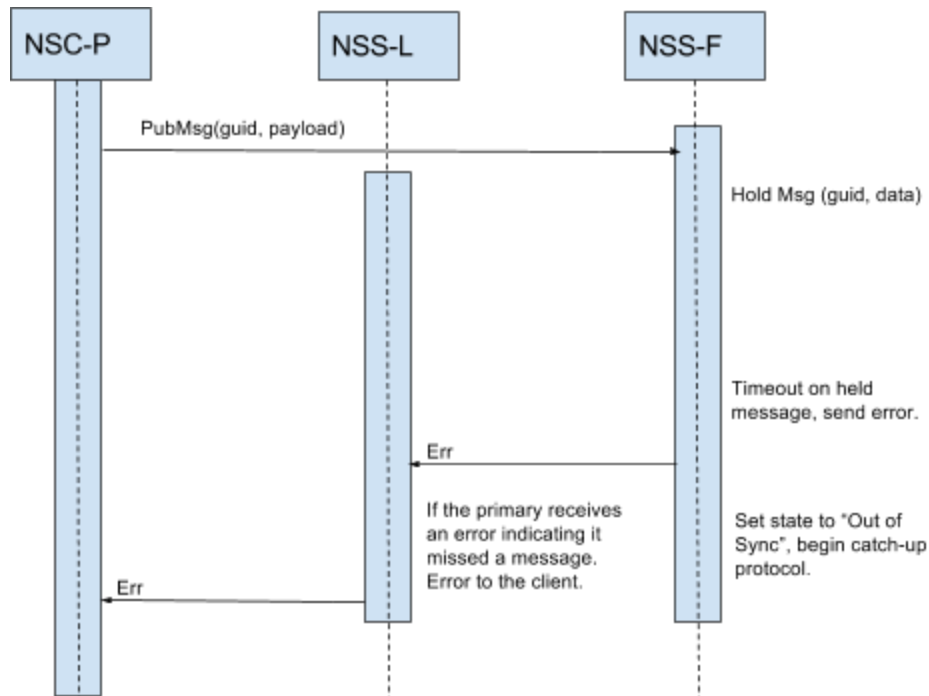 NSC-P
NSS-L
NSS-F
PubMsg(guid, payload)
Hold Msg (guid, data)
Timeout on held
message, send error.
Err
If the primary receives
an error indicating it
missed a message.
Error to the client.
Set state to “Out of
Sync”, begin catch-up
protocol.
Err